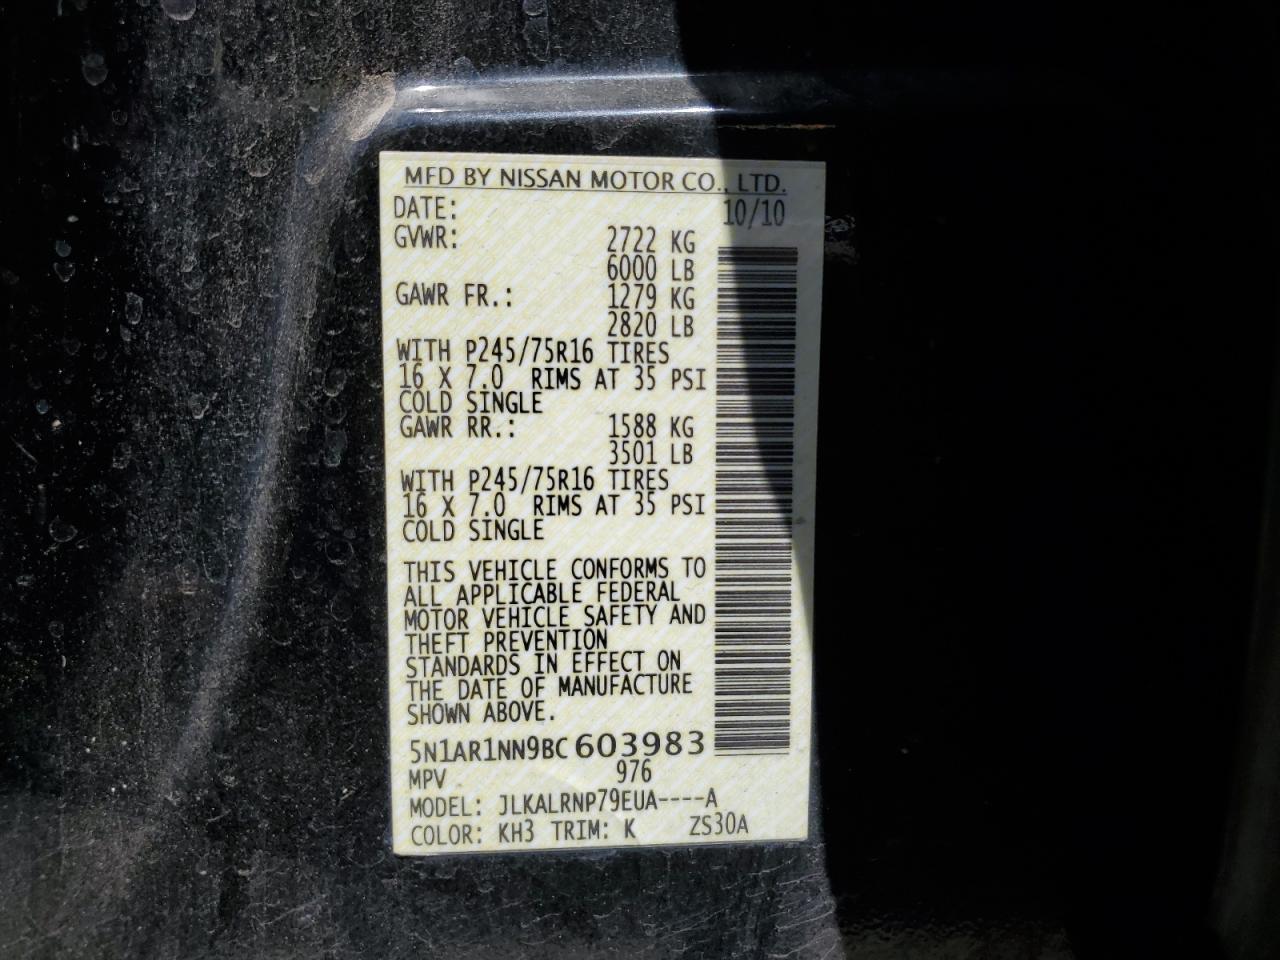 MFD BY NISSAN MOTOR CO., LTD.
DATE: 10/10
GVWR: 2722 KG
6000 LB
GAWR FR.: 1279 KG
2820 LB
WITH P245/75R16 TIRES
16 X 7.0 RIMS AT 35 PSI
COLD SINGLE
GAWR RR.: 1588 KG
3501 LB
WITH P245/75R16 TIRES
16 X 7.0 RIMS AT 35 PSI
COLD SINGLE
THIS VEHICLE CONFORMS TO
ALL APPLICABLE FEDERAL
MOTOR VEHICLE SAFETY AND
THEFT PREVENTION
STANDARDS IN EFFECT ON
THE DATE OF MANUFACTURE
SHOWN ABOVE.
5N1AR1NN9BC603983
MPV 976
MODEL: JLKALRNP79EUA----A
COLOR: KH3 TRIM: K ZS30A